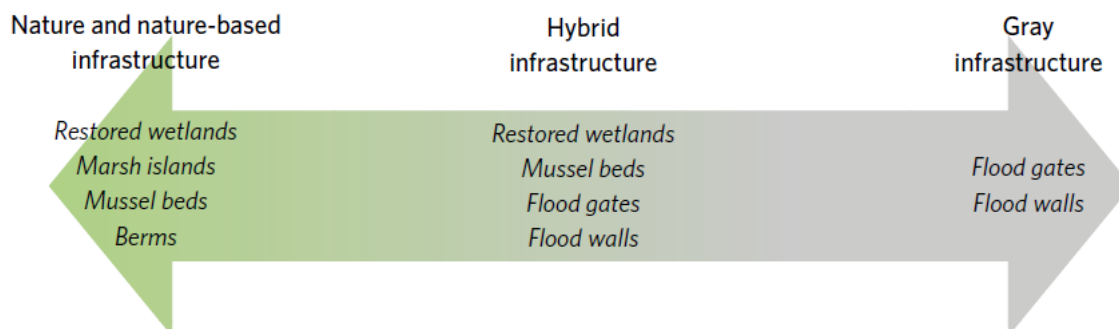 Nature and nature-based
infrastructure
Hybrid
infrastructure
Gray
infrastructure
Restored wetlands
Marsh islands
Mussel beds
Berms
Restored wetlands
Mussel beds
Flood gates
Flood walls
Flood gates
Flood walls